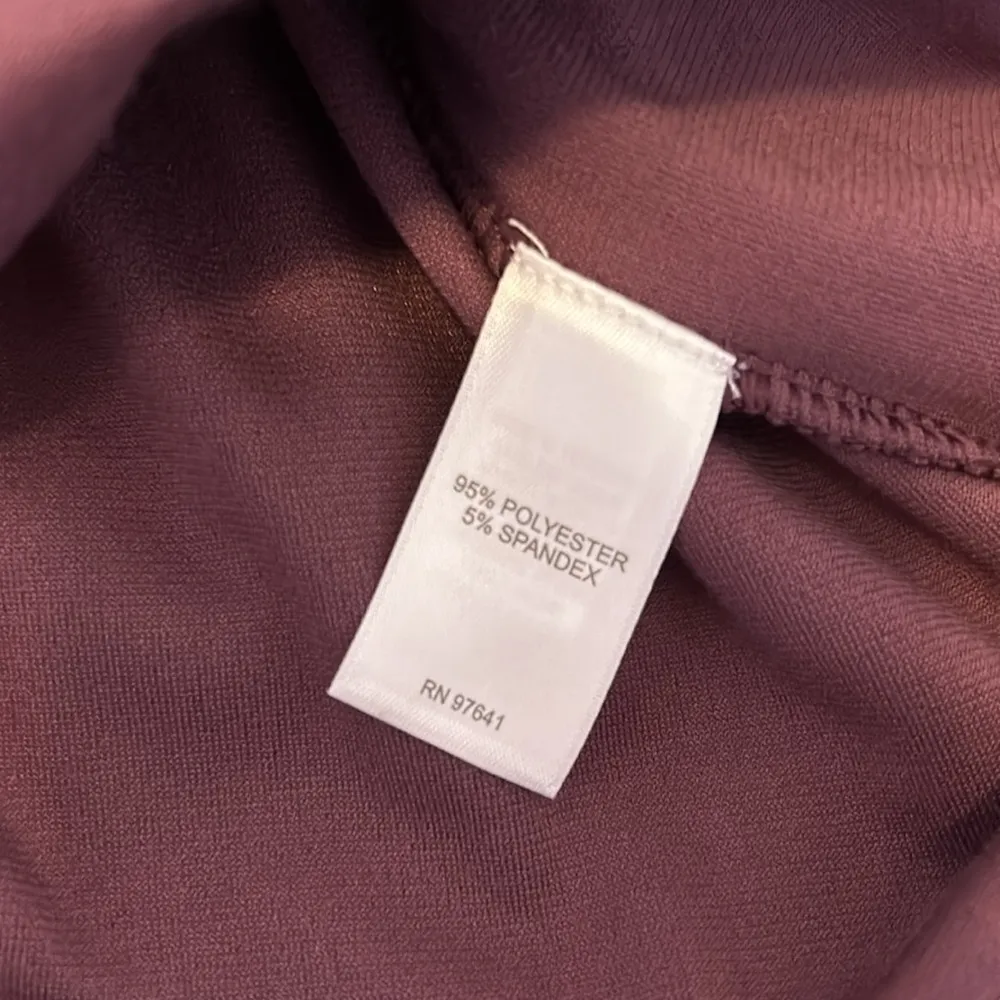 95% POLYESTER
5% SPANDEX
RN 97641